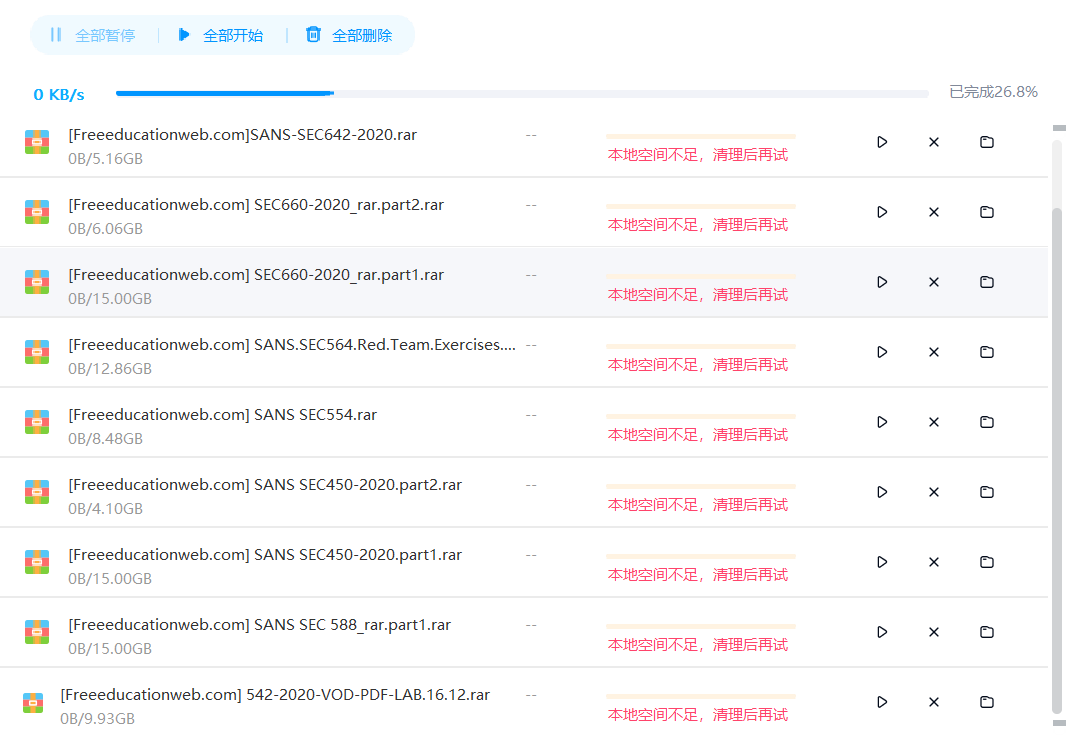 全部暂停 全部开始 全部删除
0 KB/s 已完成26.8%
[Freeeducationweb.com]SANS-SEC642-2020.rar --
0B/5.16GB 本地空间不足，清理后再试
[Freeeducationweb.com] SEC660-2020_rar.part2.rar --
0B/6.06GB 本地空间不足，清理后再试
[Freeeducationweb.com] SEC660-2020_rar.part1.rar --
0B/15.00GB 本地空间不足，清理后再试
[Freeeducationweb.com] SANS.SEC564.Red.Team.Exercises.... --
0B/12.86GB 本地空间不足，清理后再试
[Freeeducationweb.com] SANS SEC554.rar --
0B/8.48GB 本地空间不足，清理后再试
[Freeeducationweb.com] SANS SEC450-2020.part2.rar --
0B/4.10GB 本地空间不足，清理后再试
[Freeeducationweb.com] SANS SEC450-2020.part1.rar --
0B/15.00GB 本地空间不足，清理后再试
[Freeeducationweb.com] SANS SEC 588_rar.part1.rar --
0B/15.00GB 本地空间不足，清理后再试
[Freeeducationweb.com] 542-2020-VOD-PDF-LAB.16.12.rar --
0B/9.93GB 本地空间不足，清理后再试